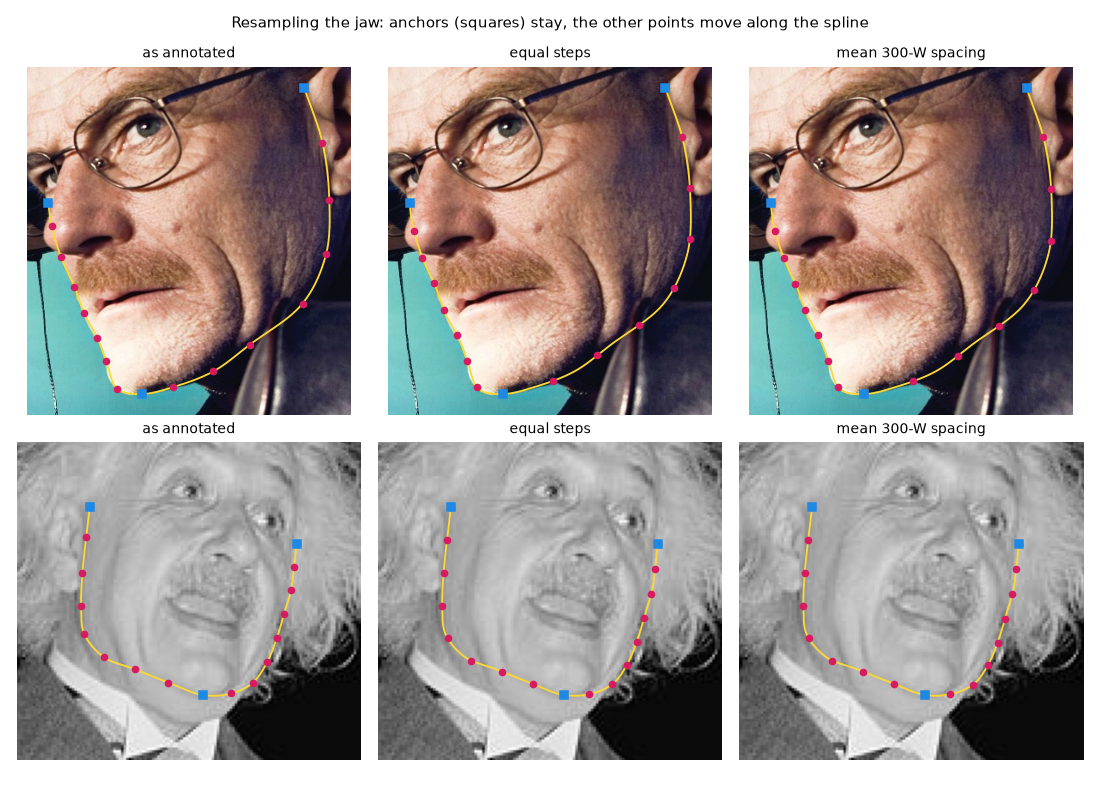 Resampling the jaw: anchors (squares) stay, the other points move along the spline
as annotated
equal steps
mean 300-W spacing
as annotated
equal steps
mean 300-W spacing